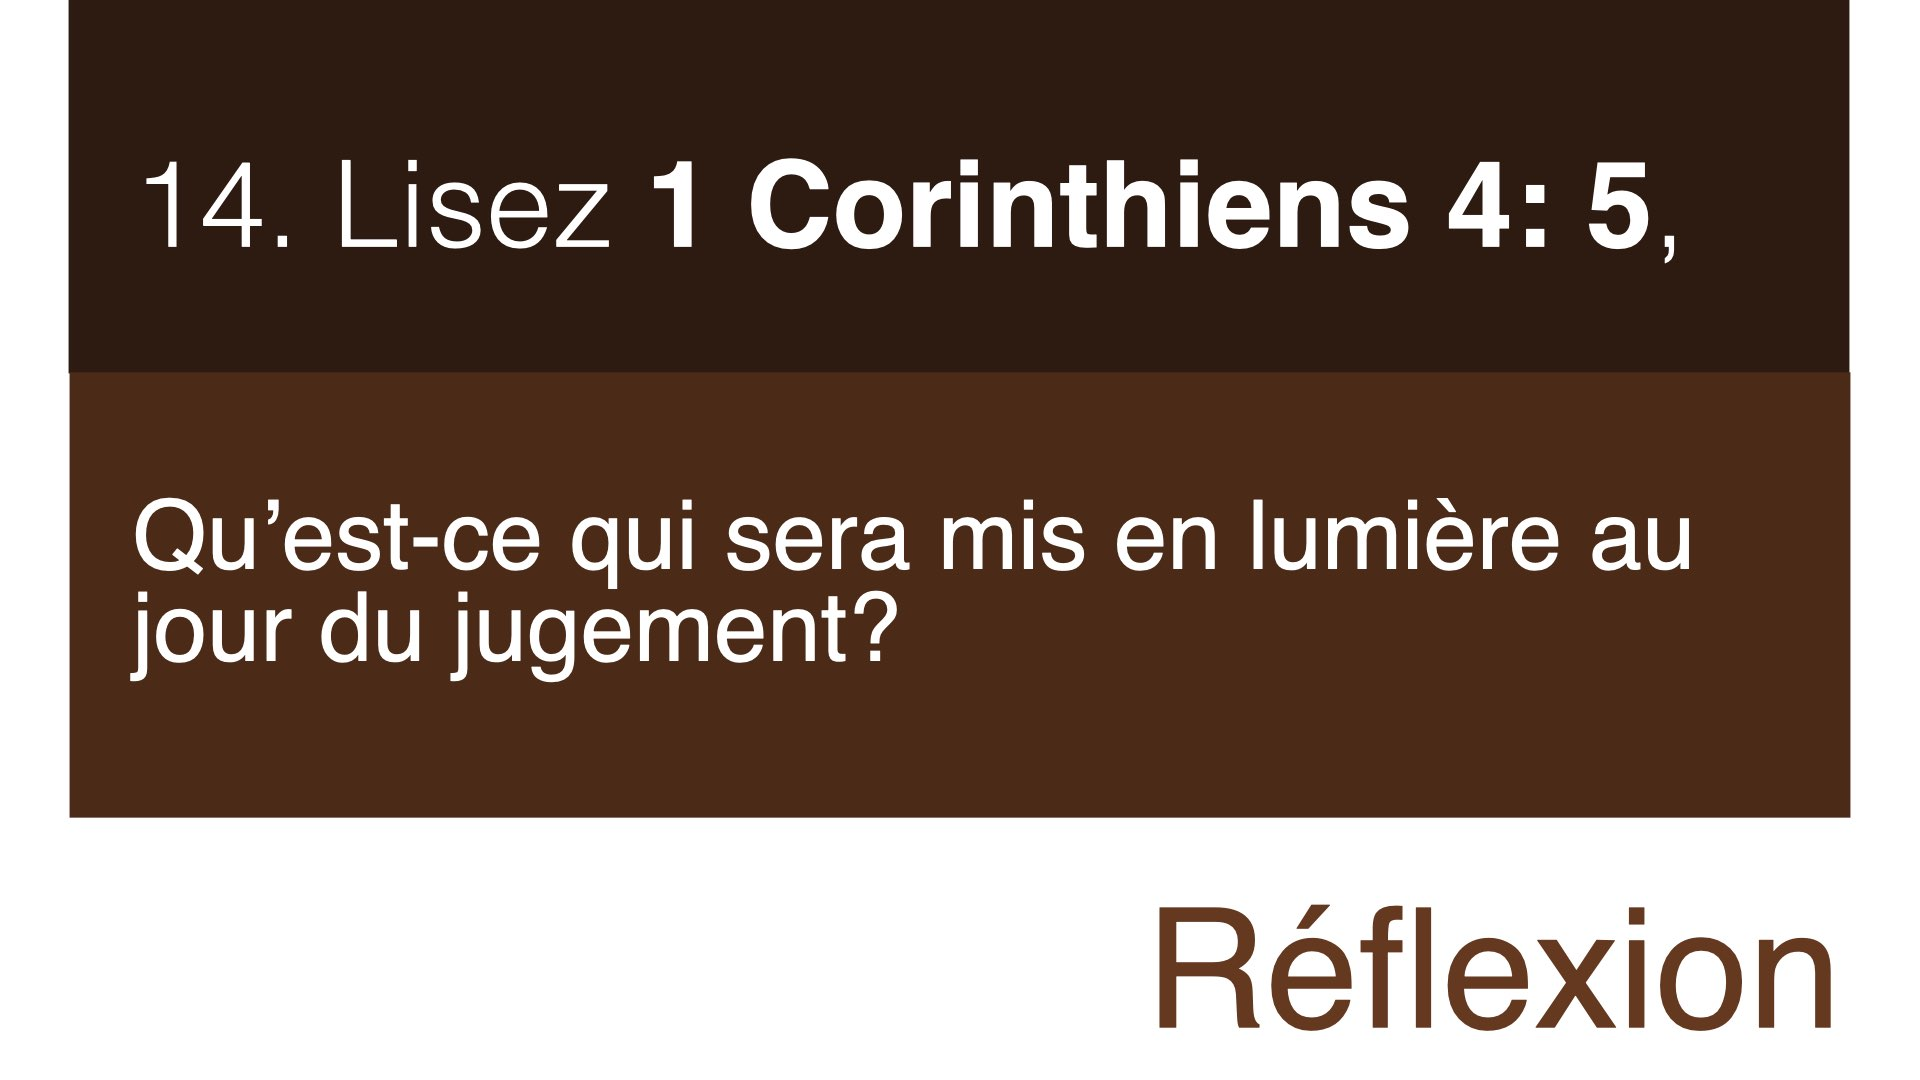 14. Lisez 1 Corinthiens 4: 5,
Qu’est-ce qui sera mis en lumière au
jour du jugement?
Réflexion